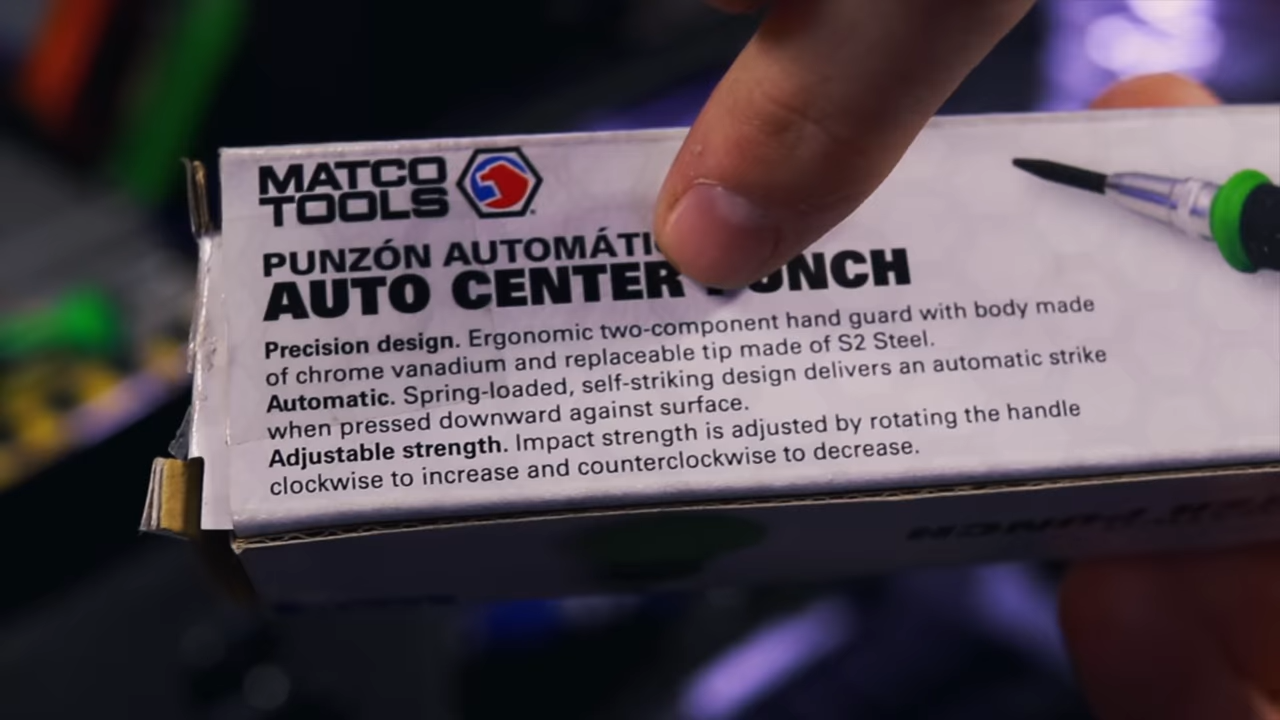 MATCO
TOOLS
PUNZÓN AUTOMÁTI
AUTO CENTER PUNCH
Precision design. Ergonomic two-component hand guard with body made
of chrome vanadium and replaceable tip made of S2 Steel.
Automatic. Spring-loaded, self-striking design delivers an automatic strike
when pressed downward against surface.
Adjustable strength. Impact strength is adjusted by rotating the handle
clockwise to increase and counterclockwise to decrease.